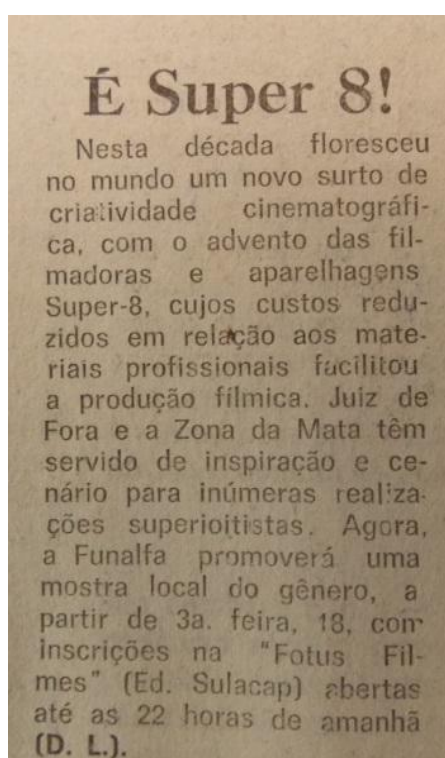 É Super 8!
Nesta década floresceu
no mundo um novo surto de
criatividade cinematográfi-
ca, com o advento das fil-
madoras e aparelhagens
Super-8, cujos custos redu-
zidos em relação aos mate-
riais profissionais facilitou
a produção fílmica. Juiz de
Fora e a Zona da Mata têm
servido de inspiração e ce-
nário para inúmeras realiza-
ções superioitistas. Agora,
a Funalfa promoverá uma
mostra local do gênero, a
partir de 3a. feira, 18, com
inscrições na "Fotus Fil-
mes" (Ed. Sulacap) abertas
até as 22 horas de amanhã
(D. L.).